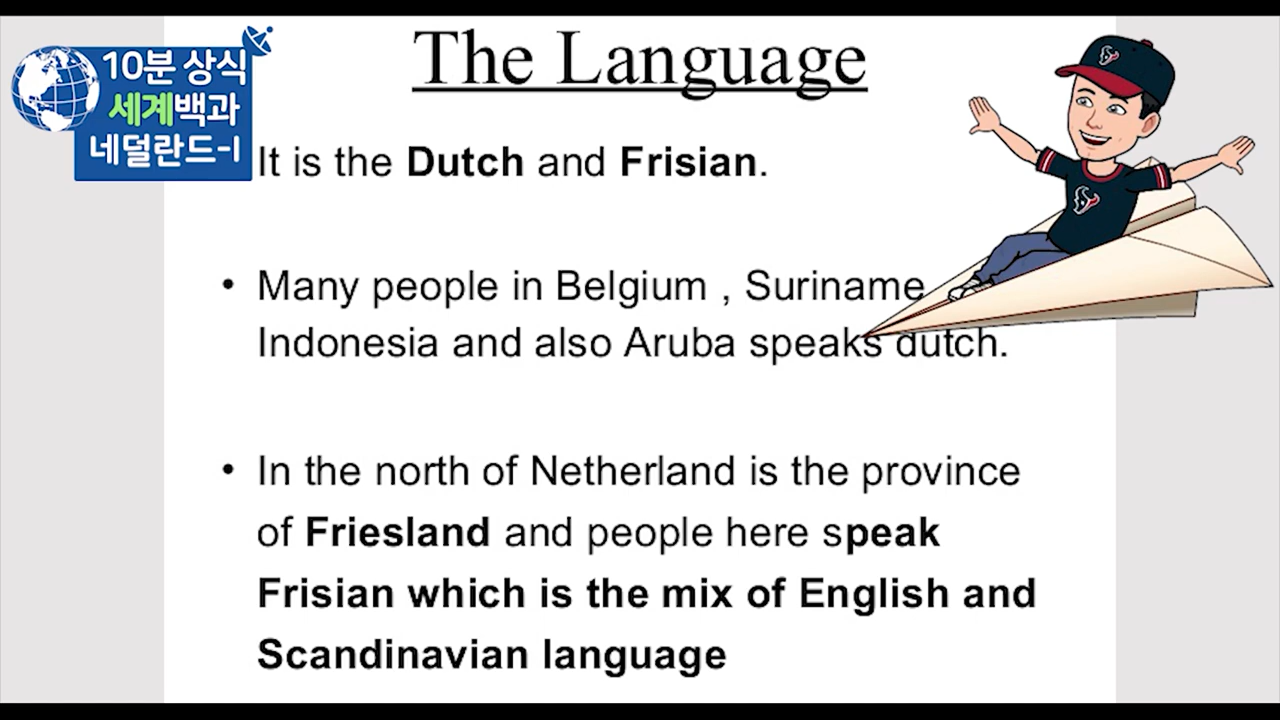 The Language
10분 상식
세계백과
네덜란드-I
It is the Dutch and Frisian.
• Many people in Belgium , Suriname
Indonesia and also Aruba speaks dutch.
• In the north of Netherland is the province
of Friesland and people here speak
Frisian which is the mix of English and
Scandinavian language